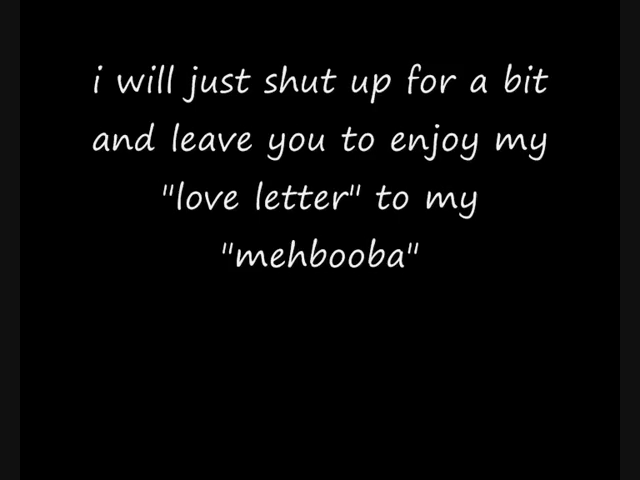 i will just shut up for a bit
and leave you to enjoy my
"love letter" to my
"mehbooba"